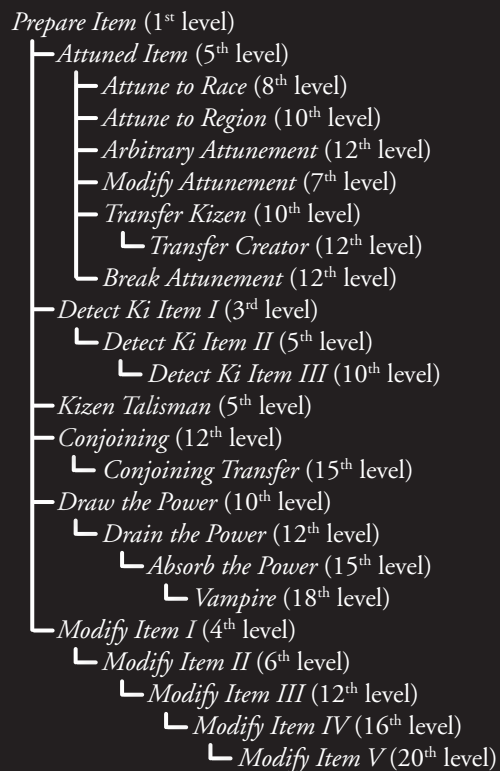 Prepare Item (1st level)
Attuned Item (5th level)
Attune to Race (8th level)
Attune to Region (10th level)
Arbitrary Attunement (12th level)
Modify Attunement (7th level)
Transfer Kizen (10th level)
Transfer Creator (12th level)
Break Attunement (12th level)
Detect Ki Item I (3rd level)
Detect Ki Item II (5th level)
Detect Ki Item III (10th level)
Kizen Talisman (5th level)
Conjoining (12th level)
Conjoining Transfer (15th level)
Draw the Power (10th level)
Drain the Power (12th level)
Absorb the Power (15th level)
Vampire (18th level)
Modify Item I (4th level)
Modify Item II (6th level)
Modify Item III (12th level)
Modify Item IV (16th level)
Modify Item V (20th level)